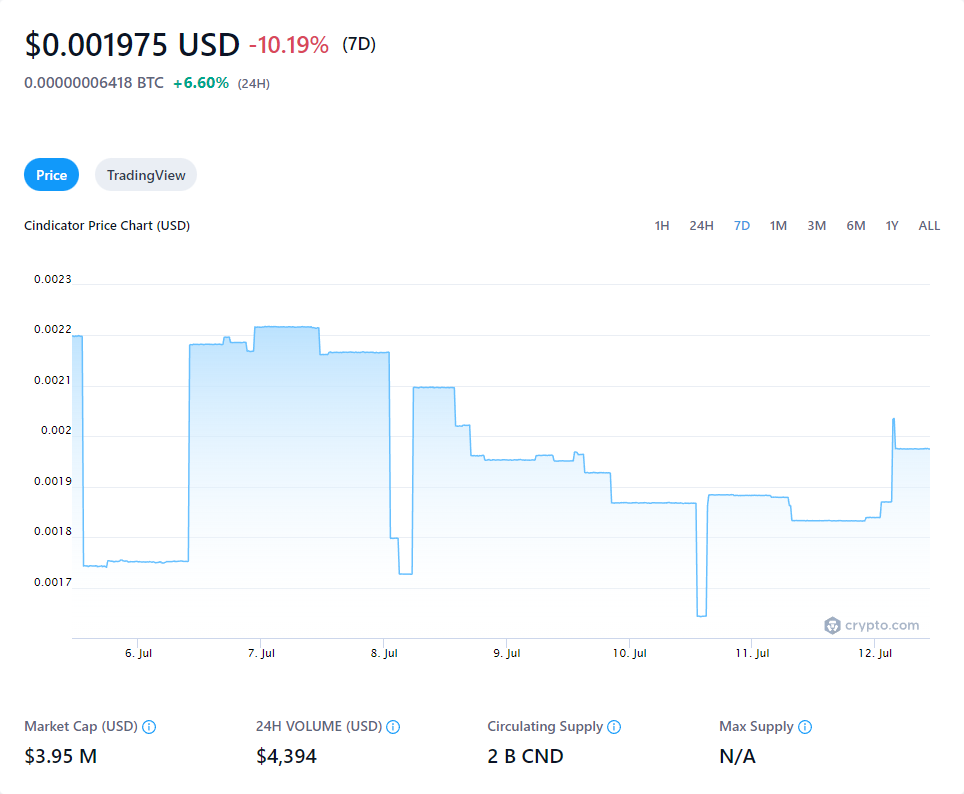 $0.001975 USD -10.19% (7D)
0.00000006418 BTC +6.60% (24H)
Price TradingView
Cindicator Price Chart (USD) 1H 24H 7D 1M 3M 6M 1Y ALL
0.0023
0.0022
0.0021
0.002
0.0019
0.0018
0.0017
crypto.com
6. Jul 7. Jul 8. Jul 9. Jul 10. Jul 11. Jul 12. Jul
Market Cap (USD) 24H VOLUME (USD) Circulating Supply Max Supply
$3.95 M $4,394 2 B CND N/A